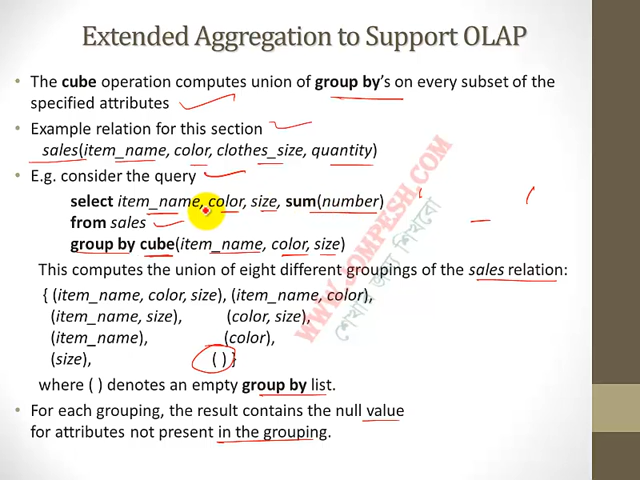 Extended Aggregation to Support OLAP
• The cube operation computes union of group by's on every subset of the
specified attributes
• Example relation for this section
sales(item_name, color, clothes_size, quantity)
• E.g. consider the query
select item_name, color, size, sum(number)
from sales
group by cube(item_name, color, size)
This computes the union of eight different groupings of the sales relation:
{ (item_name, color, size), (item_name, color),
(item_name, size), (color, size),
(item_name), (color),
(size), ( ) }
where ( ) denotes an empty group by list.
• For each grouping, the result contains the null value
for attributes not present in the grouping.
WWW.JOMPESH.COM
শেখার জন্য শিখবো